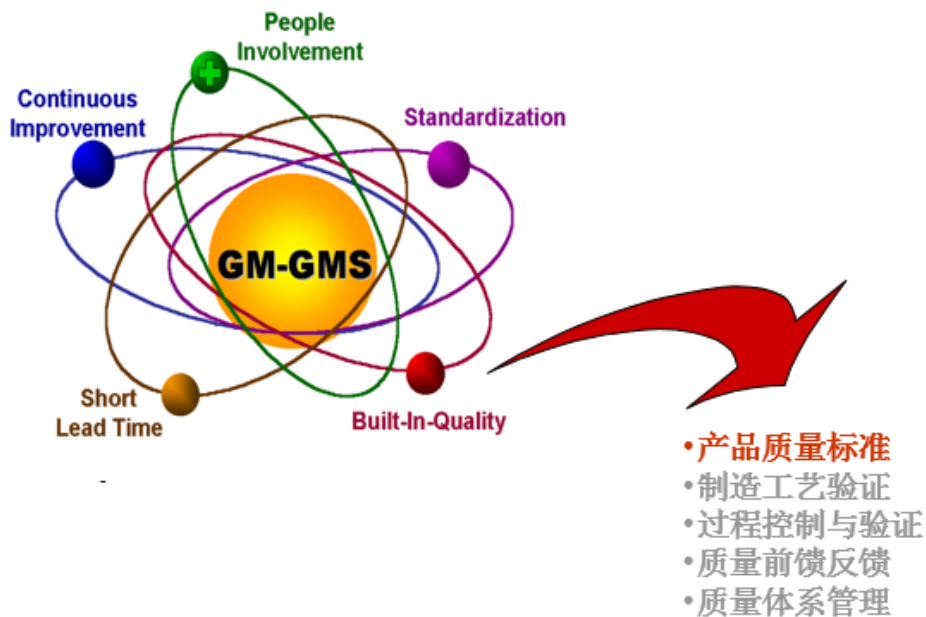 People
Involvement
Continuous
Improvement
Standardization
GM-GMS
Short
Lead Time
Built-In-Quality
-
•产品质量标准
•制造工艺验证
•过程控制与验证
•质量前馈反馈
•质量体系管理